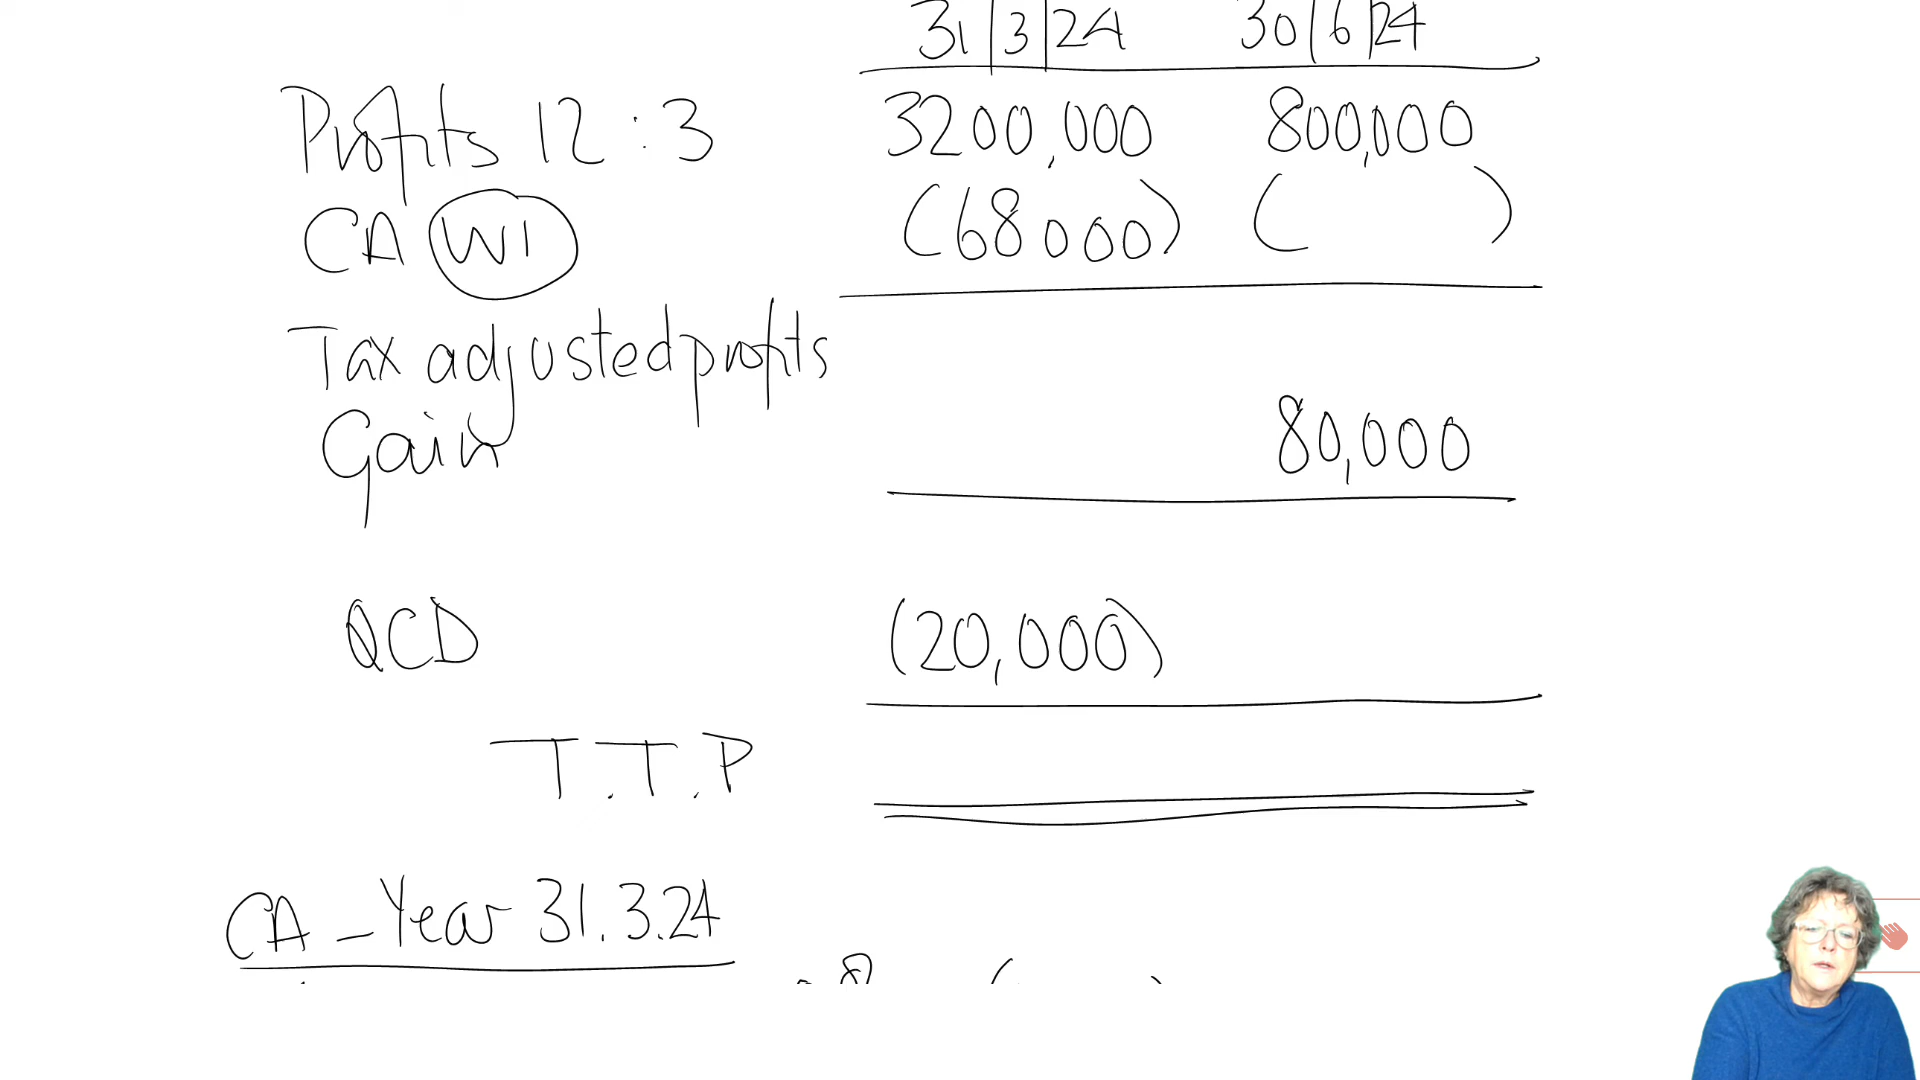 31|3|24 30|6|24
Profits 12:3 3200,000 800,000
CA W1 (68000) ( )
Tax adjusted profits
Gain 80,000
QCD (20,000)
T.T.P
CA - Year 31.3.24